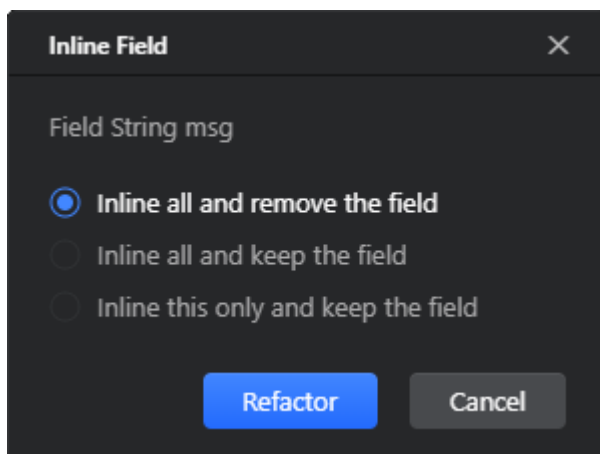 Inline Field
Field String msg
Inline all and remove the field
Inline all and keep the field
Inline this only and keep the field
Refactor Cancel